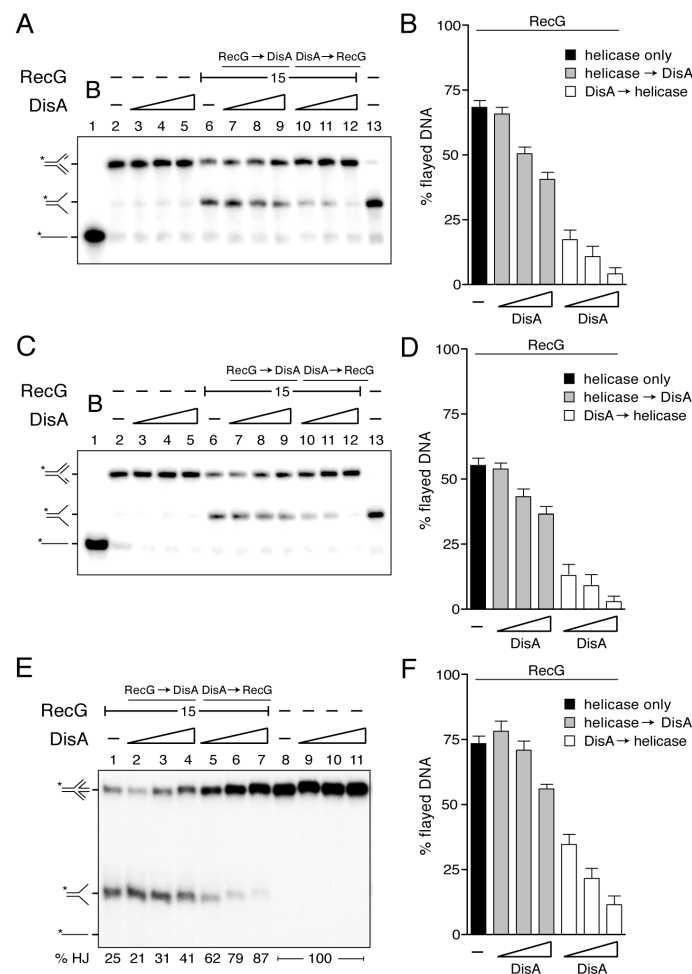 A
RecG → DisA DisA → RecG
RecG – – – – 15 –
DisA B –  –
1 2 3 4 5 6 7 8 9 10 11 12 13
*
*
*
B
RecG
100
75
50
25
0
% flayed DNA
helicase only
helicase → DisA
DisA → helicase
–
DisA DisA
C
RecG → DisA DisA → RecG
RecG – – – – 15 –
DisA B – –
1 2 3 4 5 6 7 8 9 10 11 12 13
*
*
*
D
RecG
100
75
50
25
0
% flayed DNA
helicase only
helicase → DisA
DisA → helicase
–
DisA DisA
E
RecG → DisA DisA → RecG
RecG 15 – – – –
DisA – –
1 2 3 4 5 6 7 8 9 10 11
*
*
*
% HJ 25 21 31 41 62 79 87 100
F
RecG
100
75
50
25
0
% flayed DNA
helicase only
helicase → DisA
DisA → helicase
–
DisA DisA